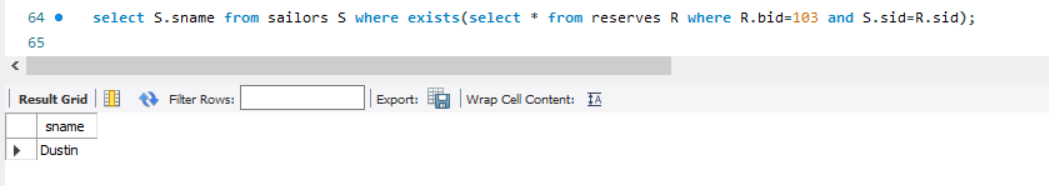 64 select S.sname from sailors S where exists(select * from reserves R where R.bid=103 and S.sid=R.sid);
65
Result Grid Filter Rows: Export: Wrap Cell Content: IA
sname
Dustin